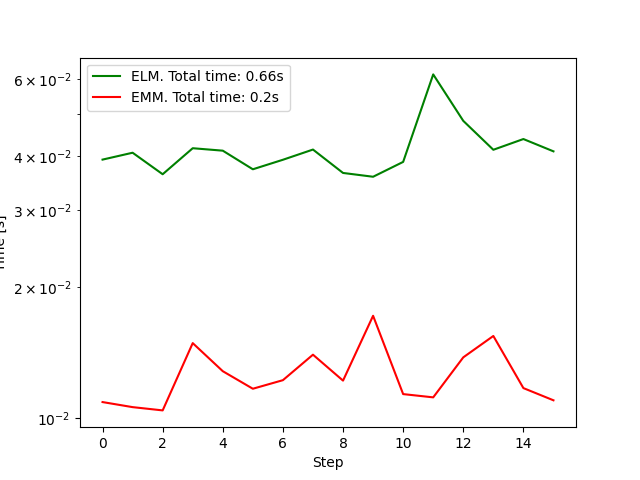 ELM. Total time: 0.66s
EMM. Total time: 0.2s
6 × 10⁻²
4 × 10⁻²
3 × 10⁻²
2 × 10⁻²
10⁻²
Time [s]
0 2 4 6 8 10 12 14
Step